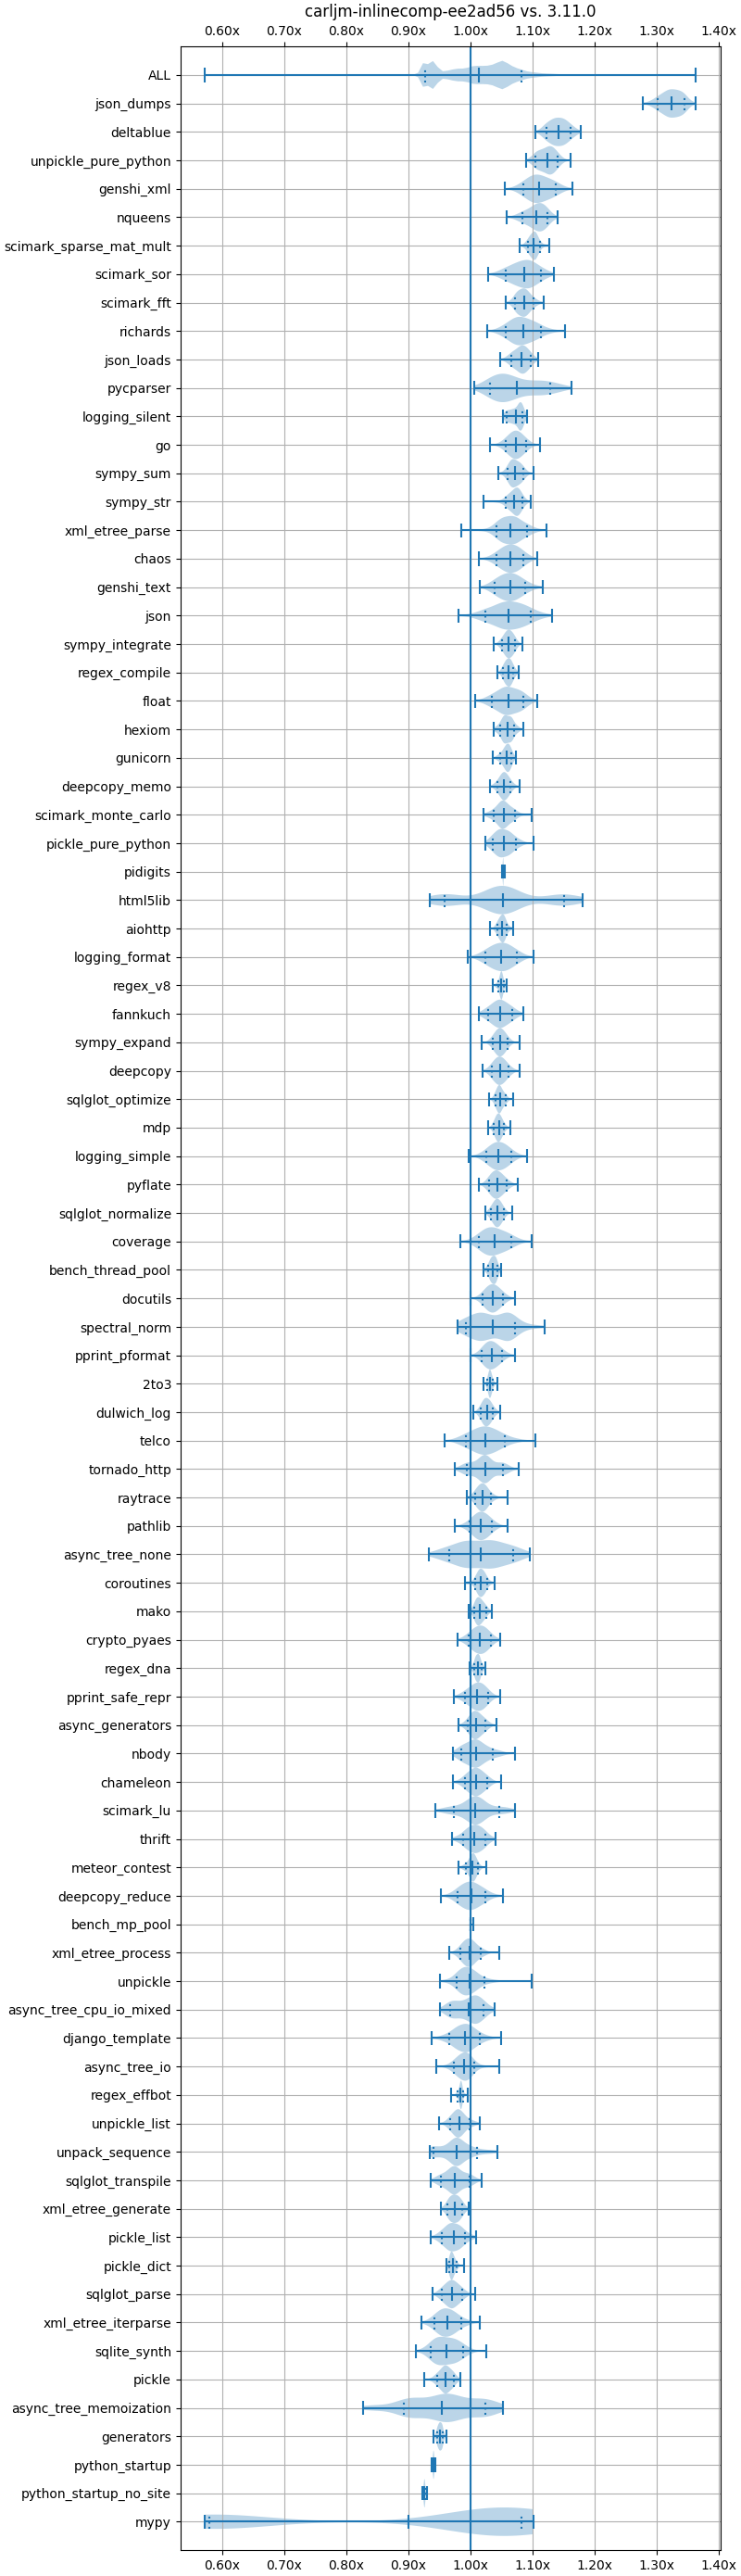 carljm-inlinecomp-ee2ad56 vs. 3.11.0
0.60x 0.70x 0.80x 0.90x 1.00x 1.10x 1.20x 1.30x 1.40x
ALL
json_dumps
deltablue
unpickle_pure_python
genshi_xml
nqueens
scimark_sparse_mat_mult
scimark_sor
scimark_fft
richards
json_loads
pycparser
logging_silent
go
sympy_sum
sympy_str
xml_etree_parse
chaos
genshi_text
json
sympy_integrate
regex_compile
float
hexiom
gunicorn
deepcopy_memo
scimark_monte_carlo
pickle_pure_python
pidigits
html5lib
aiohttp
logging_format
regex_v8
fannkuch
sympy_expand
deepcopy
sqlglot_optimize
mdp
logging_simple
pyflate
sqlglot_normalize
coverage
bench_thread_pool
docutils
spectral_norm
pprint_pformat
2to3
dulwich_log
telco
tornado_http
raytrace
pathlib
async_tree_none
coroutines
mako
crypto_pyaes
regex_dna
pprint_safe_repr
async_generators
nbody
chameleon
scimark_lu
thrift
meteor_contest
deepcopy_reduce
bench_mp_pool
xml_etree_process
unpickle
async_tree_cpu_io_mixed
django_template
async_tree_io
regex_effbot
unpickle_list
unpack_sequence
sqlglot_transpile
xml_etree_generate
pickle_list
pickle_dict
sqlglot_parse
xml_etree_iterparse
sqlite_synth
pickle
async_tree_memoization
generators
python_startup
python_startup_no_site
mypy
0.60x 0.70x 0.80x 0.90x 1.00x 1.10x 1.20x 1.30x 1.40x